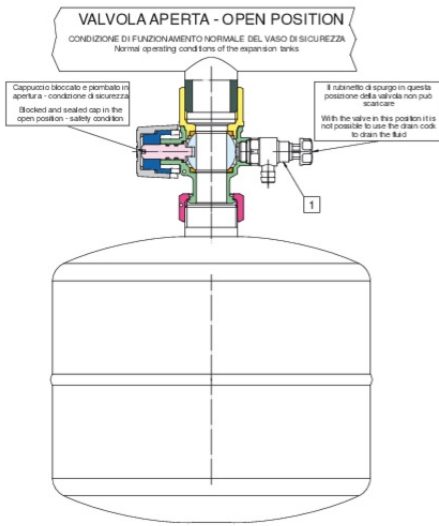 VALVOLA APERTA - OPEN POSITION
CONDIZIONE DI FUNZIONAMENTO NORMALE DEL VASO DI SICUREZZA
Normal operating conditions of the expansion tanks
Cappuccio bloccato e piombato in
apertura - condizione di sicurezza
Blocked and sealed cap in the
open position - safety condition
Il rubinetto di spurgo in questa
posizione della valvola non può
scaricare
With the valve in this position it is
not possible to use the drain cock
to drain the fluid
1